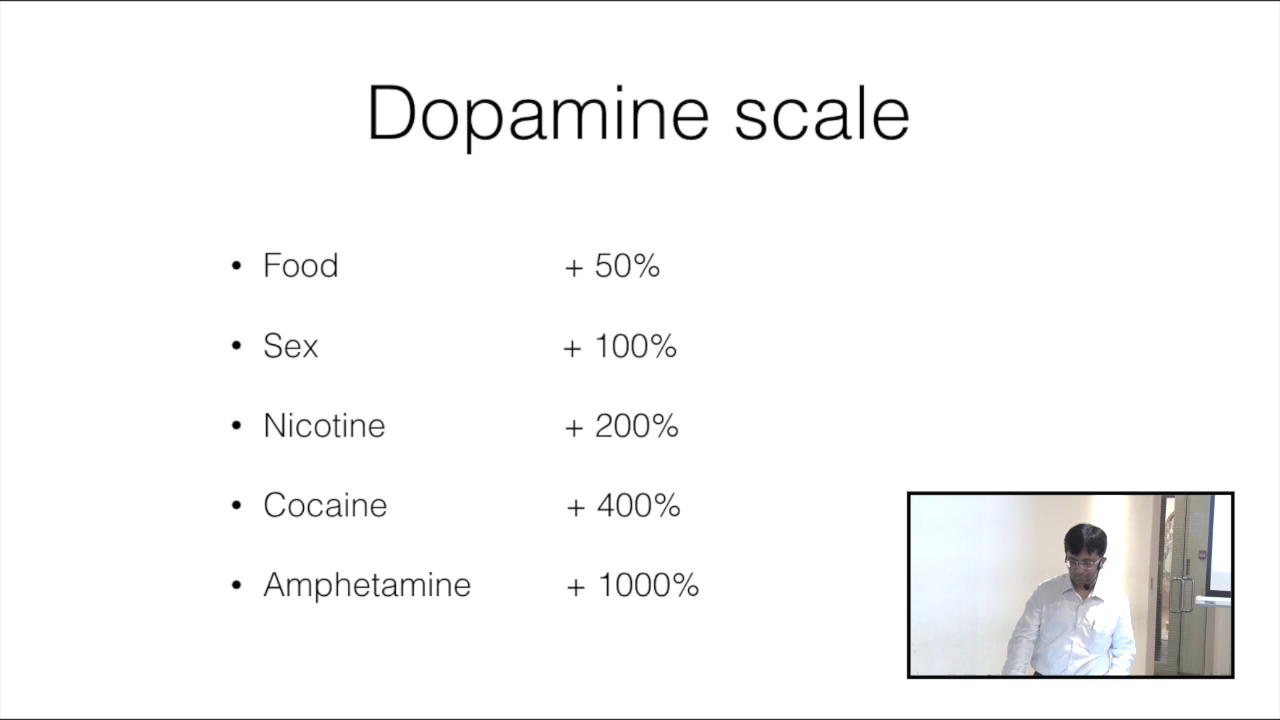 Dopamine scale
• Food + 50%
• Sex + 100%
• Nicotine + 200%
• Cocaine + 400%
• Amphetamine + 1000%